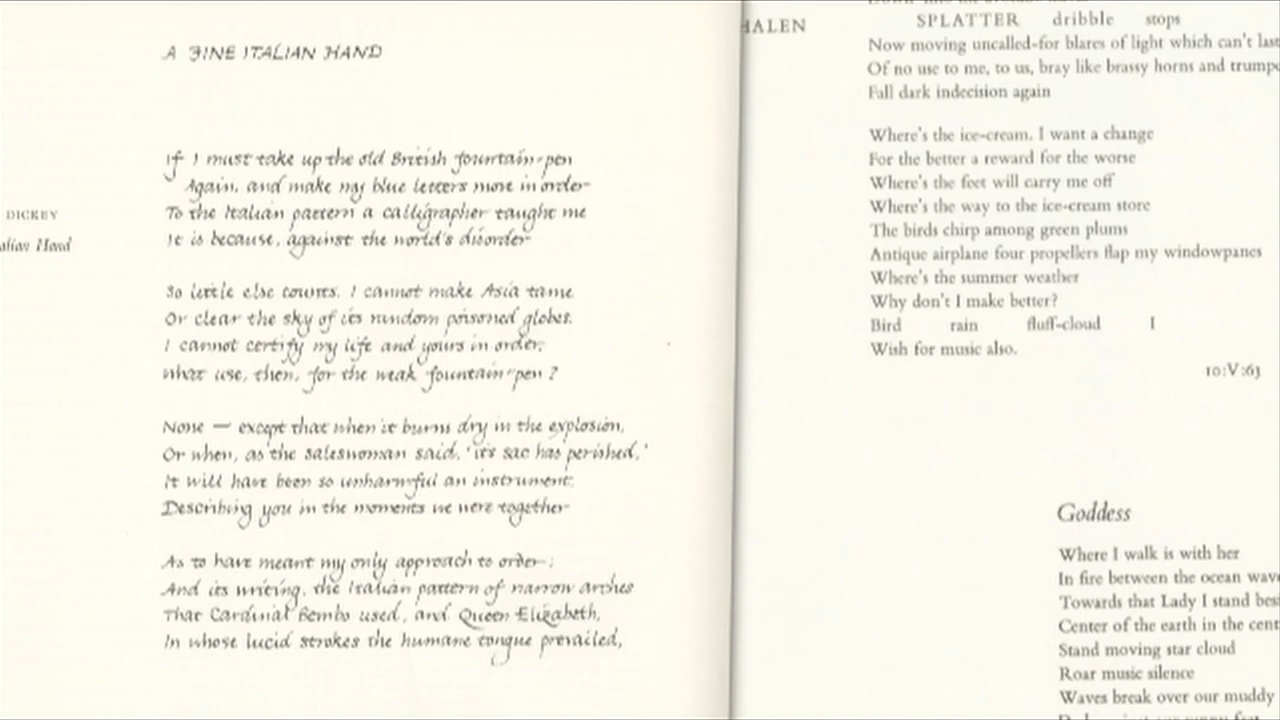 A FINE ITALIAN HAND
If I must take up the old British fountain-pen
Again, and make my blue letters more in order
To the Italian pattern a calligrapher taught me
It is because, against the world's disorder
So little else counts. I cannot make Asia tame
Or clear the sky of its random poisoned globes.
I cannot certify my life and yours in order;
What use, then, for the weak fountain-pen?
None — except that when it burns dry in the explosion,
Or when, as the saleswoman said, 'its sac has perished,'
It will have been so unharmful an instrument,
Describing you in the moments we were together
As to have meant my only approach to order;
And its writing, the Italian pattern of narrow arches
That Cardinal Bembo used, and Queen Elizabeth,
In whose lucid strokes the humane tongue prevailed,
DICKEY
Hand
HALEN
SPLATTER dribble stops
Now moving uncalled-for blares of light which can't las
Of no use to me, to us, bray like brassy horns and trumpe
Fall dark indecision again
Where's the ice-cream. I want a change
For the better a reward for the worse
Where's the feet will carry me off
Where's the way to the ice-cream store
The birds chirp among green plums
Antique airplane four propellers flap my windowpanes
Where's the summer weather
Why don't I make better?
Bird rain fluff-cloud I
Wish for music also.
10:V:63
Goddess
Where I walk is with her
In fire between the ocean wav
Towards that Lady I stand bes
Center of the earth in the cent
Stand moving star cloud
Roar music silence
Waves break over our muddy